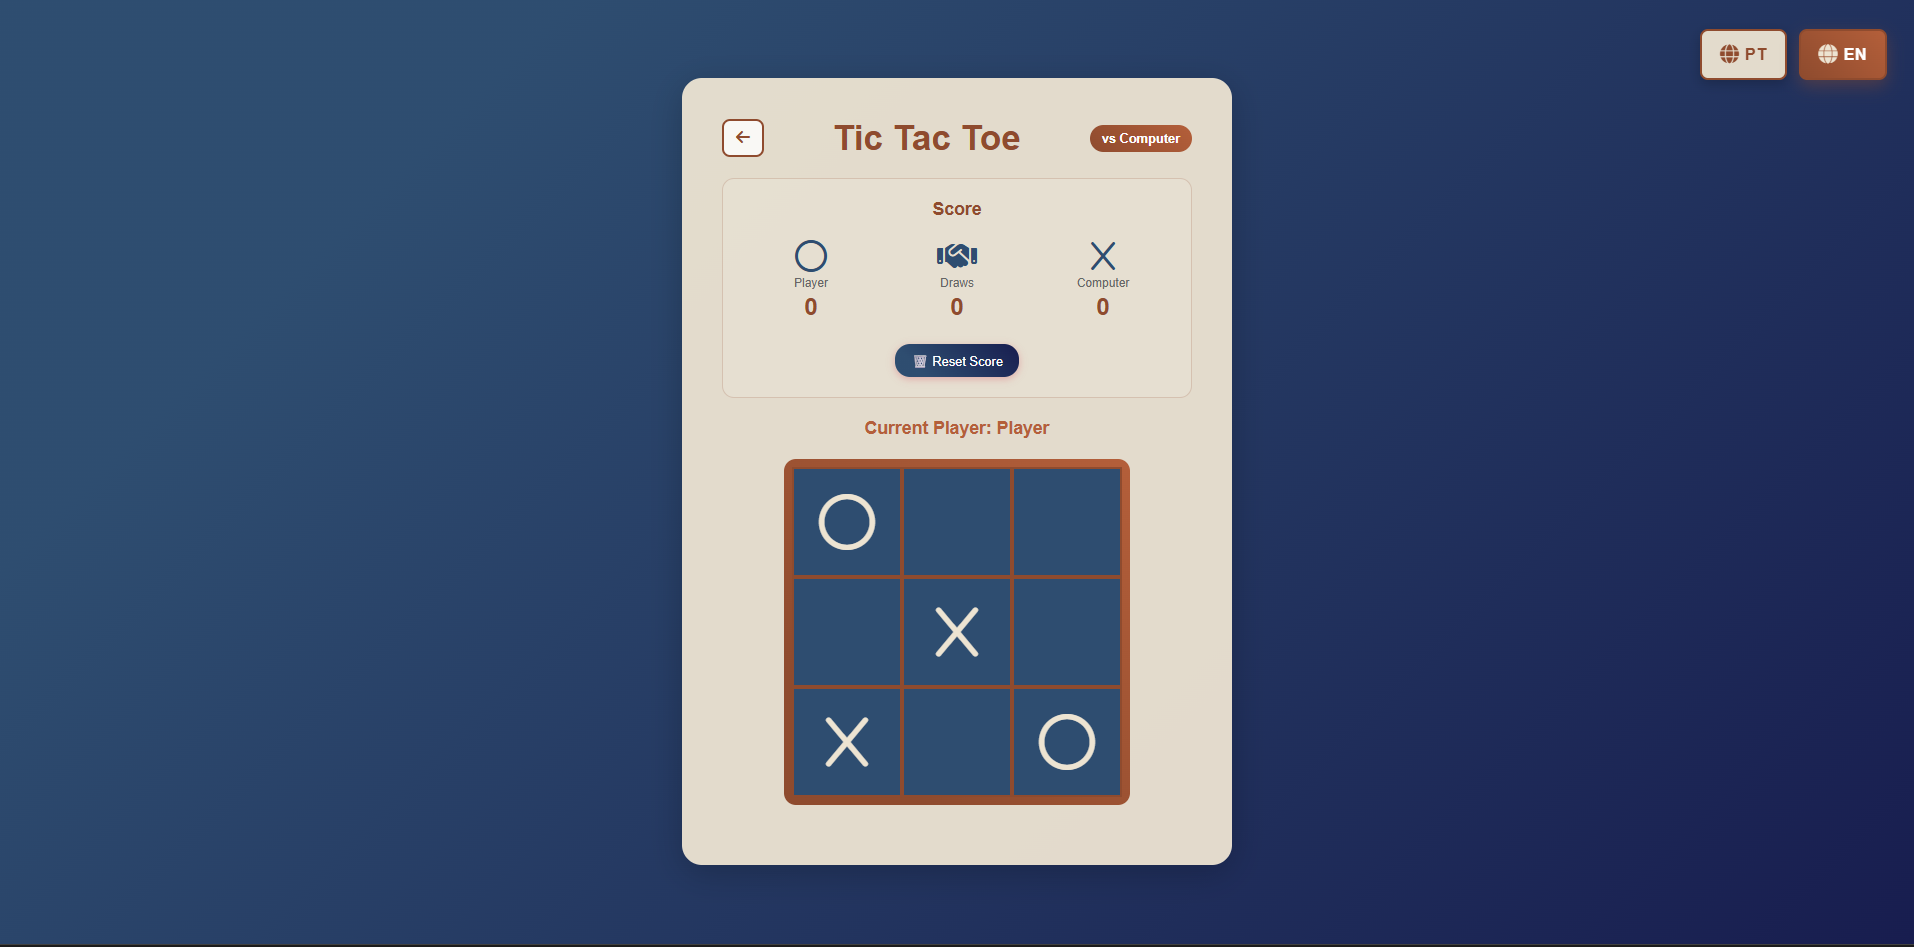 PT
EN
Tic Tac Toe
vs Computer
Score
Player
Draws
Computer
0
0
0
Reset Score
Current Player: Player